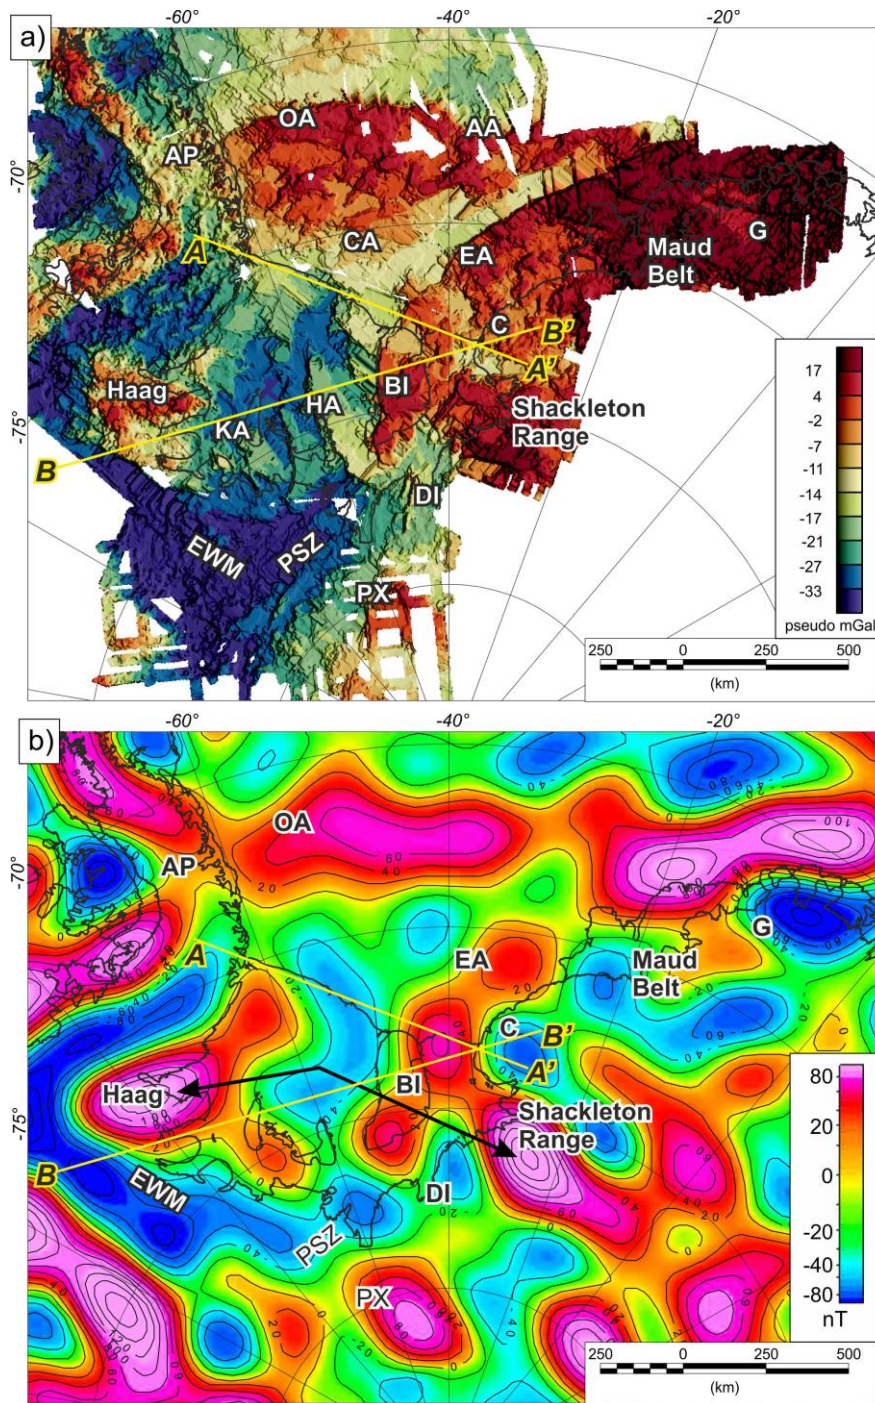 a)
-60°
-40°
-20°
-70°
-75°
OA
AA
AP
CA
EA
Maud
Belt
G
A
C
B'
A'
Haag
BI
HA
KA
Shackleton
Range
B
DI
EWM
PSZ
PX
17
4
-2
-7
-11
-14
-17
-21
-27
-33
pseudo mGal
250 0 250 500
(km)
b)
-60°
-40°
-20°
-70°
-75°
OA
AP
G
A
EA
Maud
Belt
C
B'
A'
Haag
BI
Shackleton
Range
B
EWM
DI
PSZ
PX
80
20
0
-20
-40
-80
nT
250 0 250 500
(km)